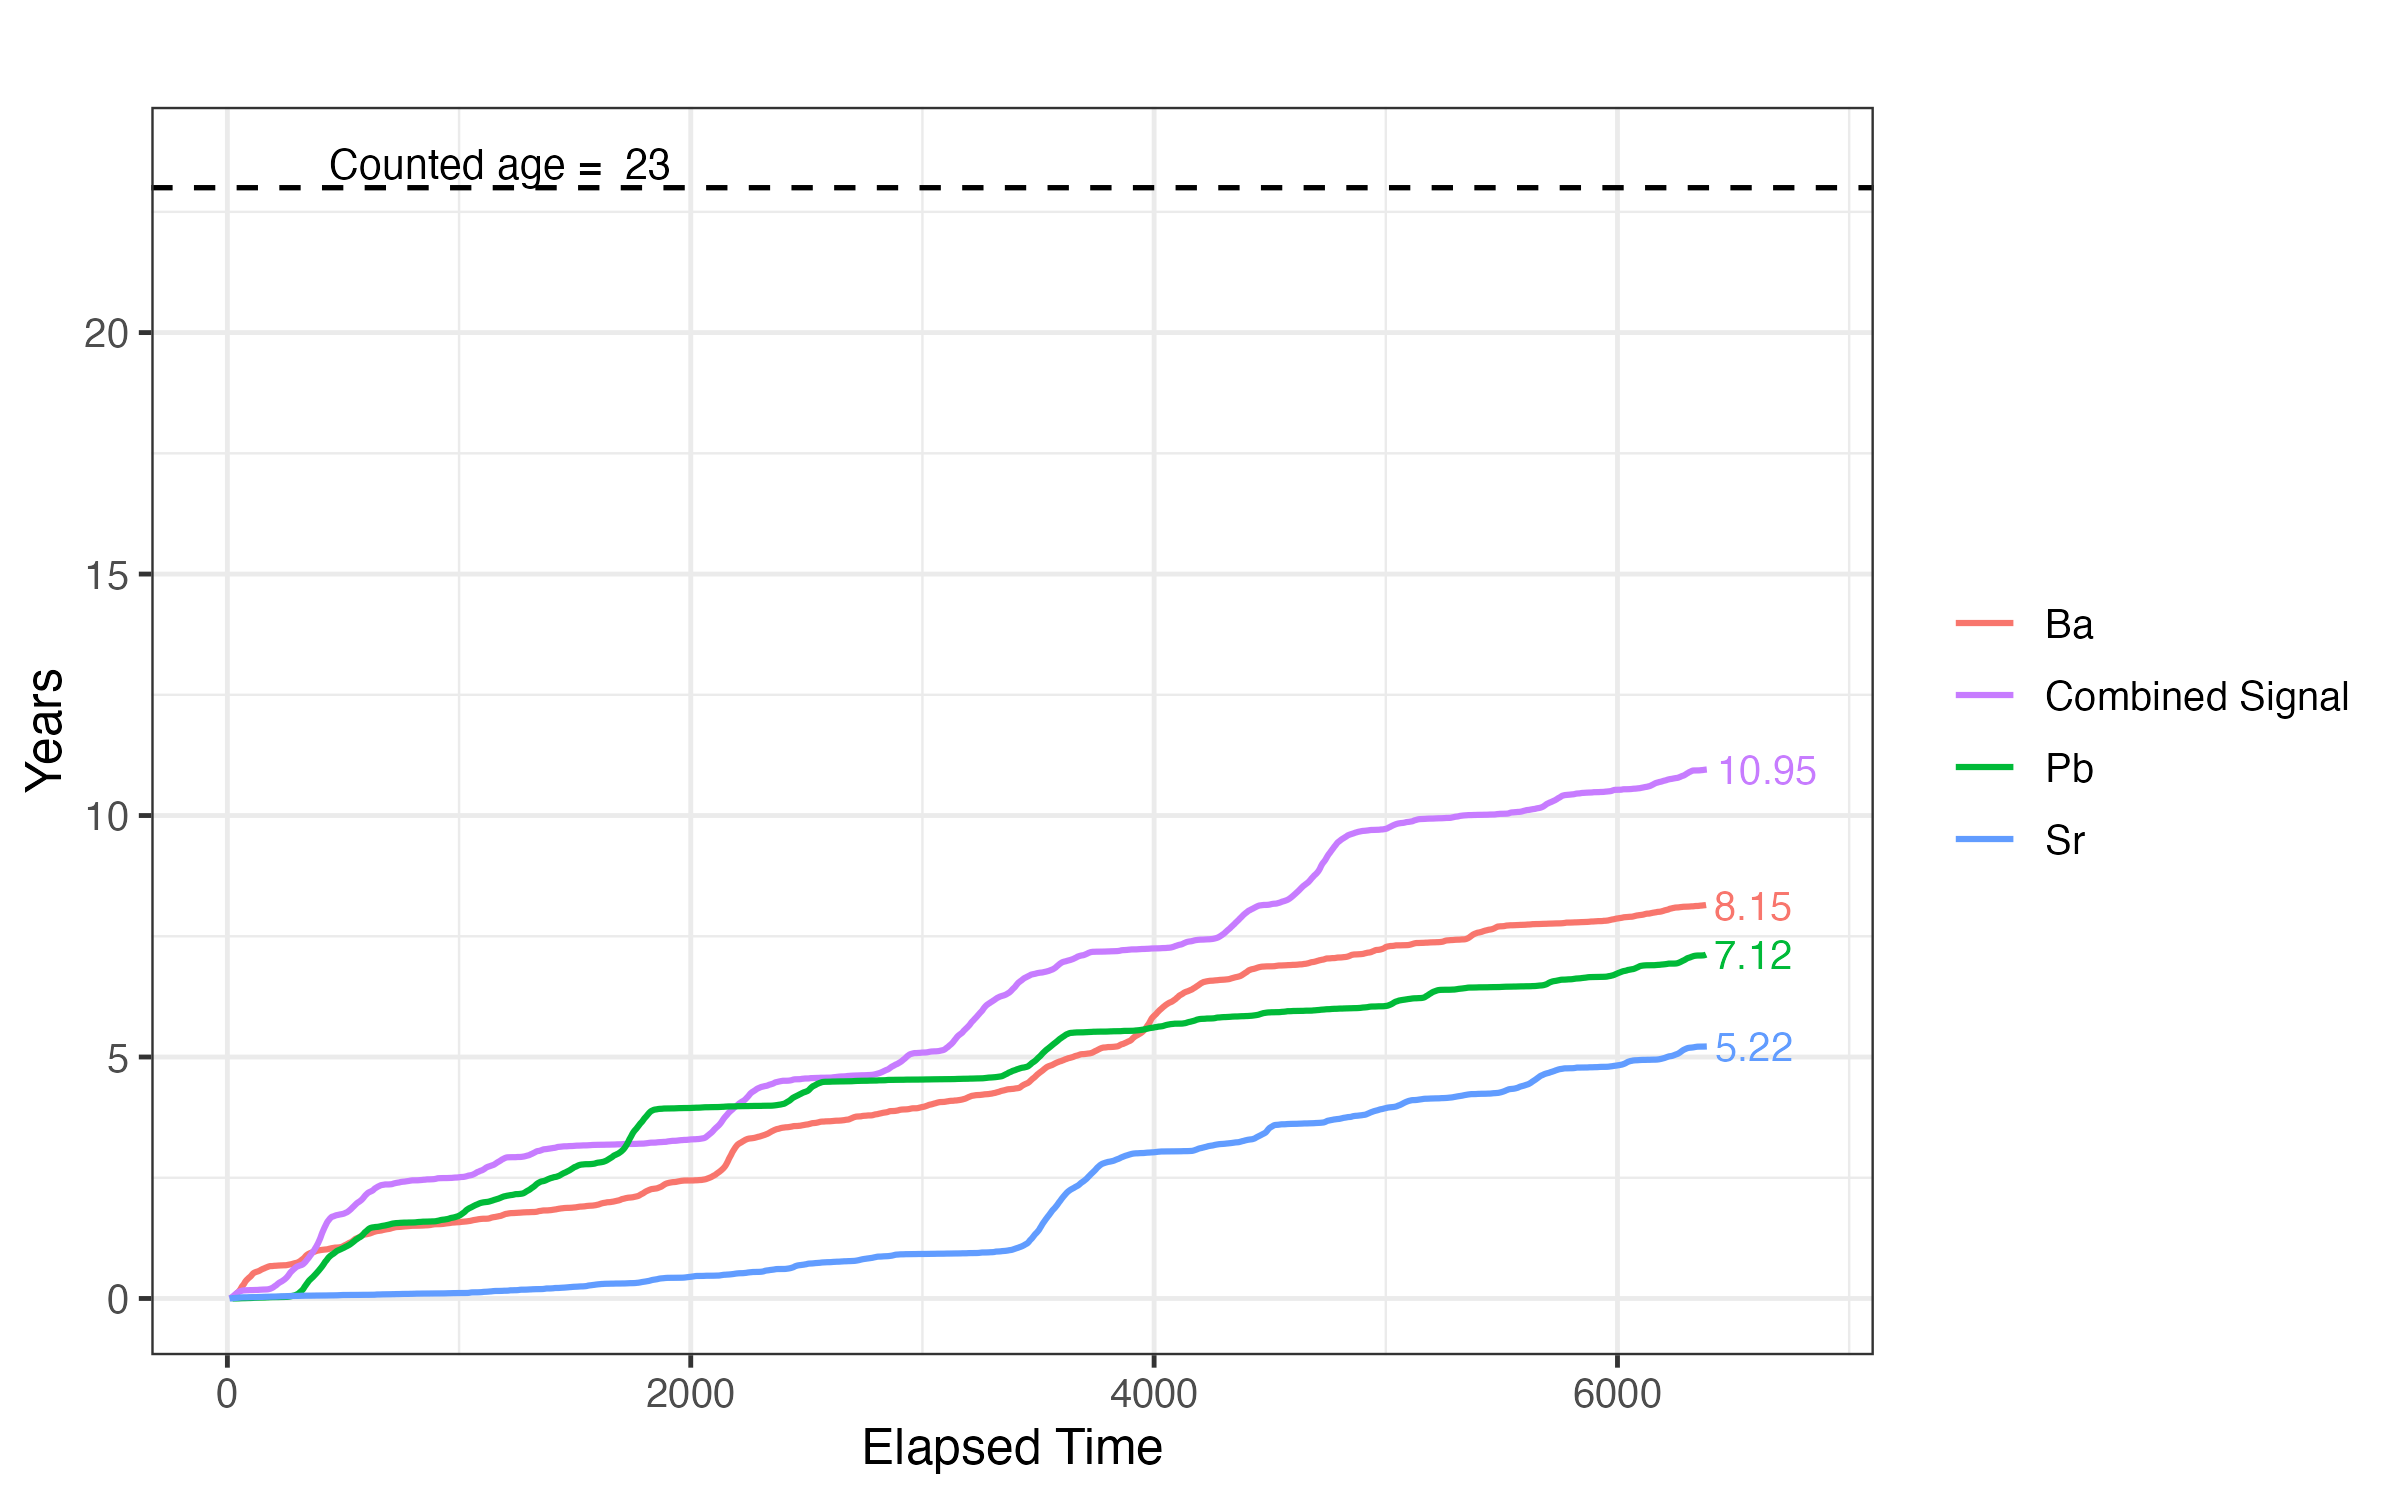 Counted age = 23
20
15
10
5
0
Years
10.95
8.15
7.12
5.22
0 2000 4000 6000
Elapsed Time
Ba
Combined Signal
Pb
Sr